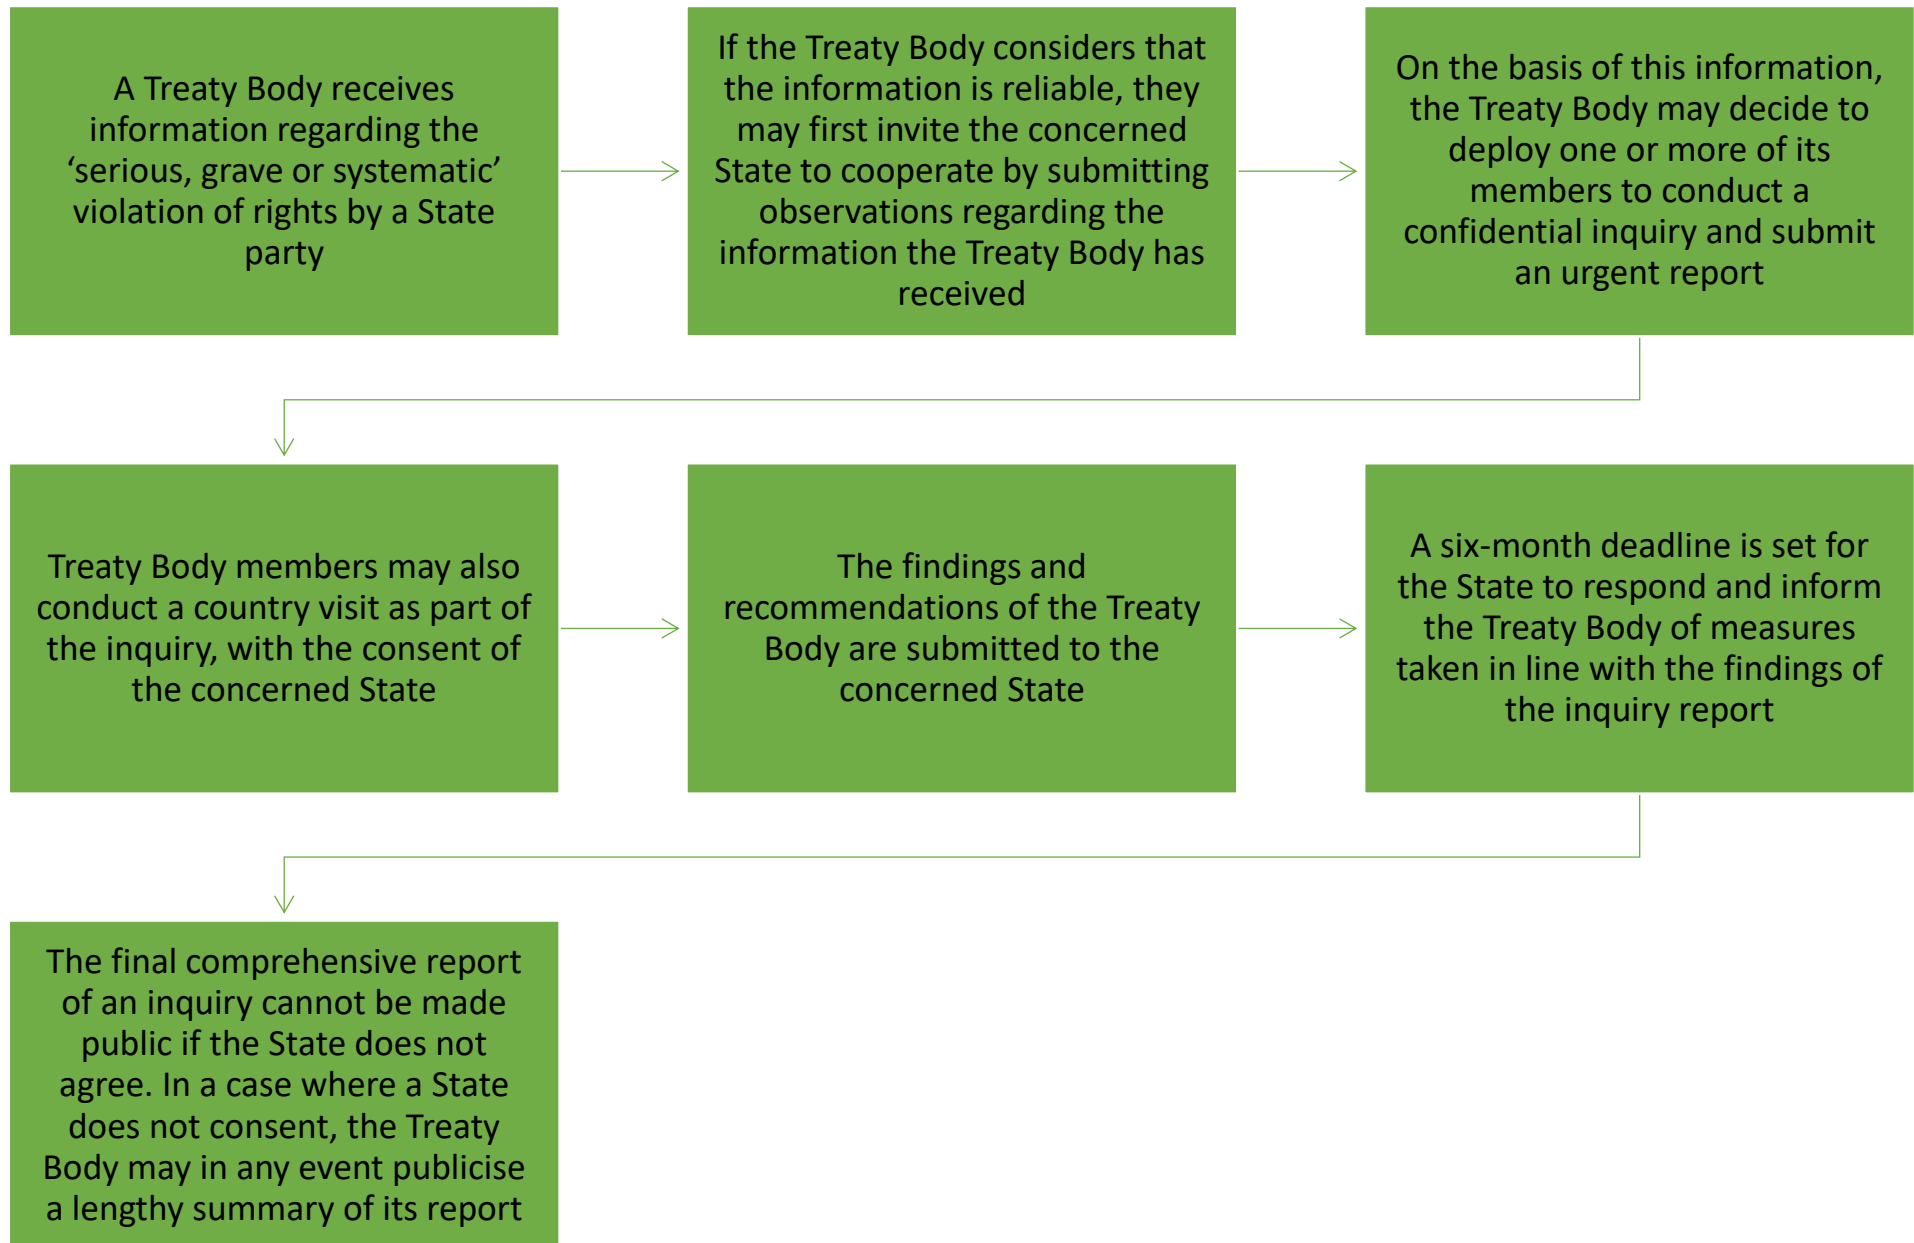 A Treaty Body receives
information regarding the
‘serious, grave or systematic’
violation of rights by a State
party
If the Treaty Body considers that
the information is reliable, they
may first invite the concerned
State to cooperate by submitting
observations regarding the
information the Treaty Body has
received
On the basis of this information,
the Treaty Body may decide to
deploy one or more of its
members to conduct a
confidential inquiry and submit
an urgent report
Treaty Body members may also
conduct a country visit as part of
the inquiry, with the consent of
the concerned State
The findings and
recommendations of the Treaty
Body are submitted to the
concerned State
A six-month deadline is set for
the State to respond and inform
the Treaty Body of measures
taken in line with the findings of
the inquiry report
The final comprehensive report
of an inquiry cannot be made
public if the State does not
agree. In a case where a State
does not consent, the Treaty
Body may in any event publicise
a lengthy summary of its report